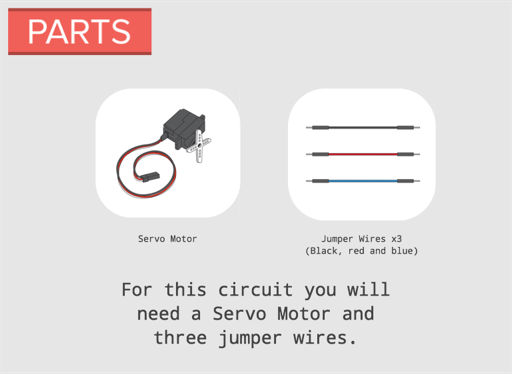 PARTS
Servo Motor
Jumper Wires x3
(Black, red and blue)
For this circuit you will
need a Servo Motor and
three jumper wires.